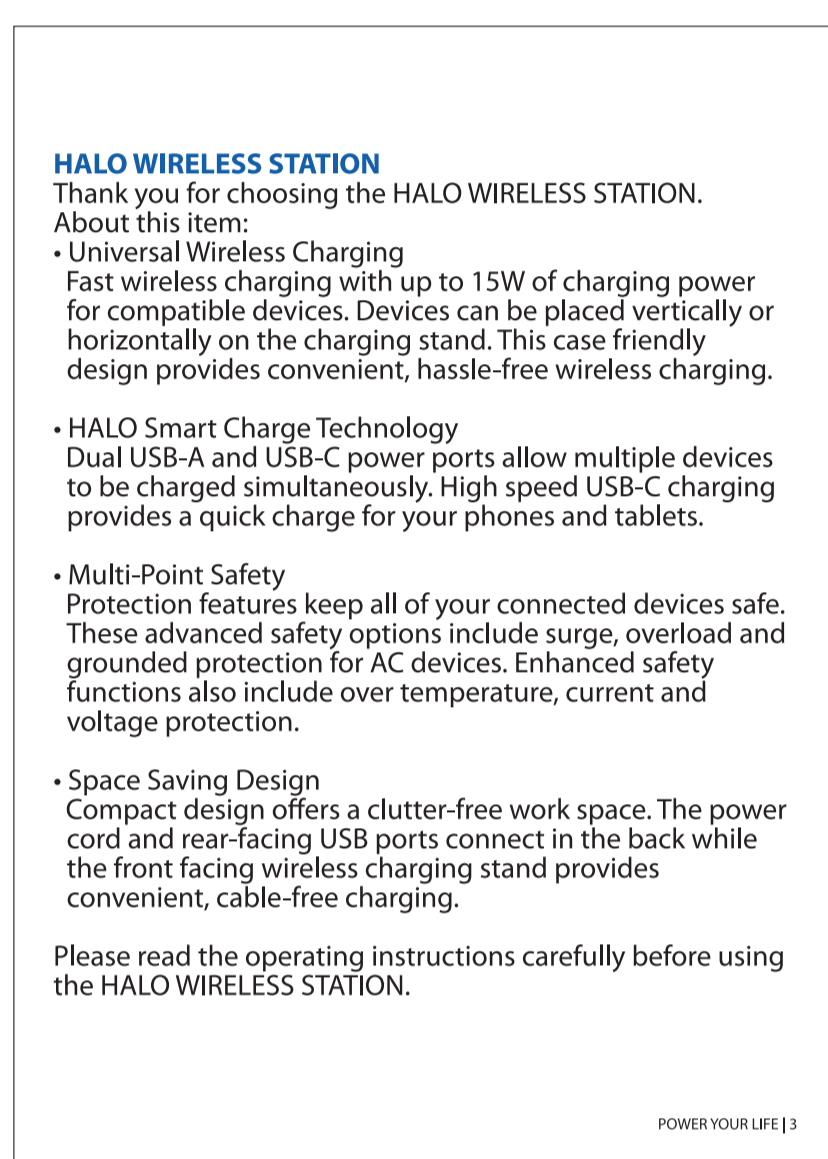 HALO WIRELESS STATION
Thank you for choosing the HALO WIRELESS STATION.
About this item:
• Universal Wireless Charging
Fast wireless charging with up to 15W of charging power
for compatible devices. Devices can be placed vertically or
horizontally on the charging stand. This case friendly
design provides convenient, hassle-free wireless charging.
• HALO Smart Charge Technology
Dual USB-A and USB-C power ports allow multiple devices
to be charged simultaneously. High speed USB-C charging
provides a quick charge for your phones and tablets.
• Multi-Point Safety
Protection features keep all of your connected devices safe.
These advanced safety options include surge, overload and
grounded protection for AC devices. Enhanced safety
functions also include over temperature, current and
voltage protection.
• Space Saving Design
Compact design offers a clutter-free work space. The power
cord and rear-facing USB ports connect in the back while
the front facing wireless charging stand provides
convenient, cable-free charging.
Please read the operating instructions carefully before using
the HALO WIRELESS STATION.
POWER YOUR LIFE | 3